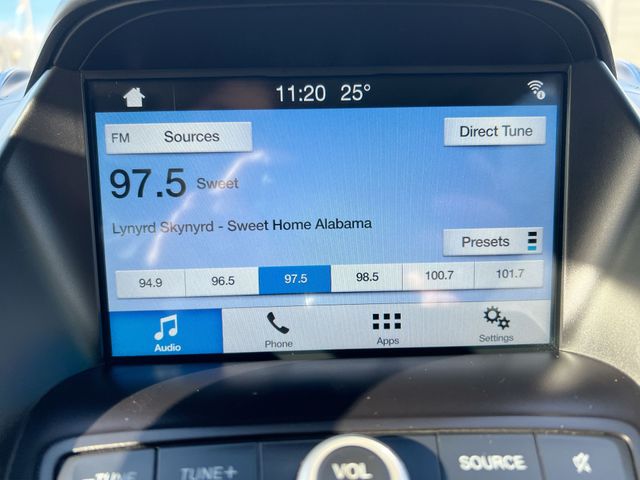 11:20 25°
FM Sources
Direct Tune
97.5 Sweet
Lynyrd Skynyrd - Sweet Home Alabama
Presets
94.9 96.5 97.5 98.5 100.7 101.7
Audio Phone Apps Settings
-TUNE TUNE+ VOL SOURCE